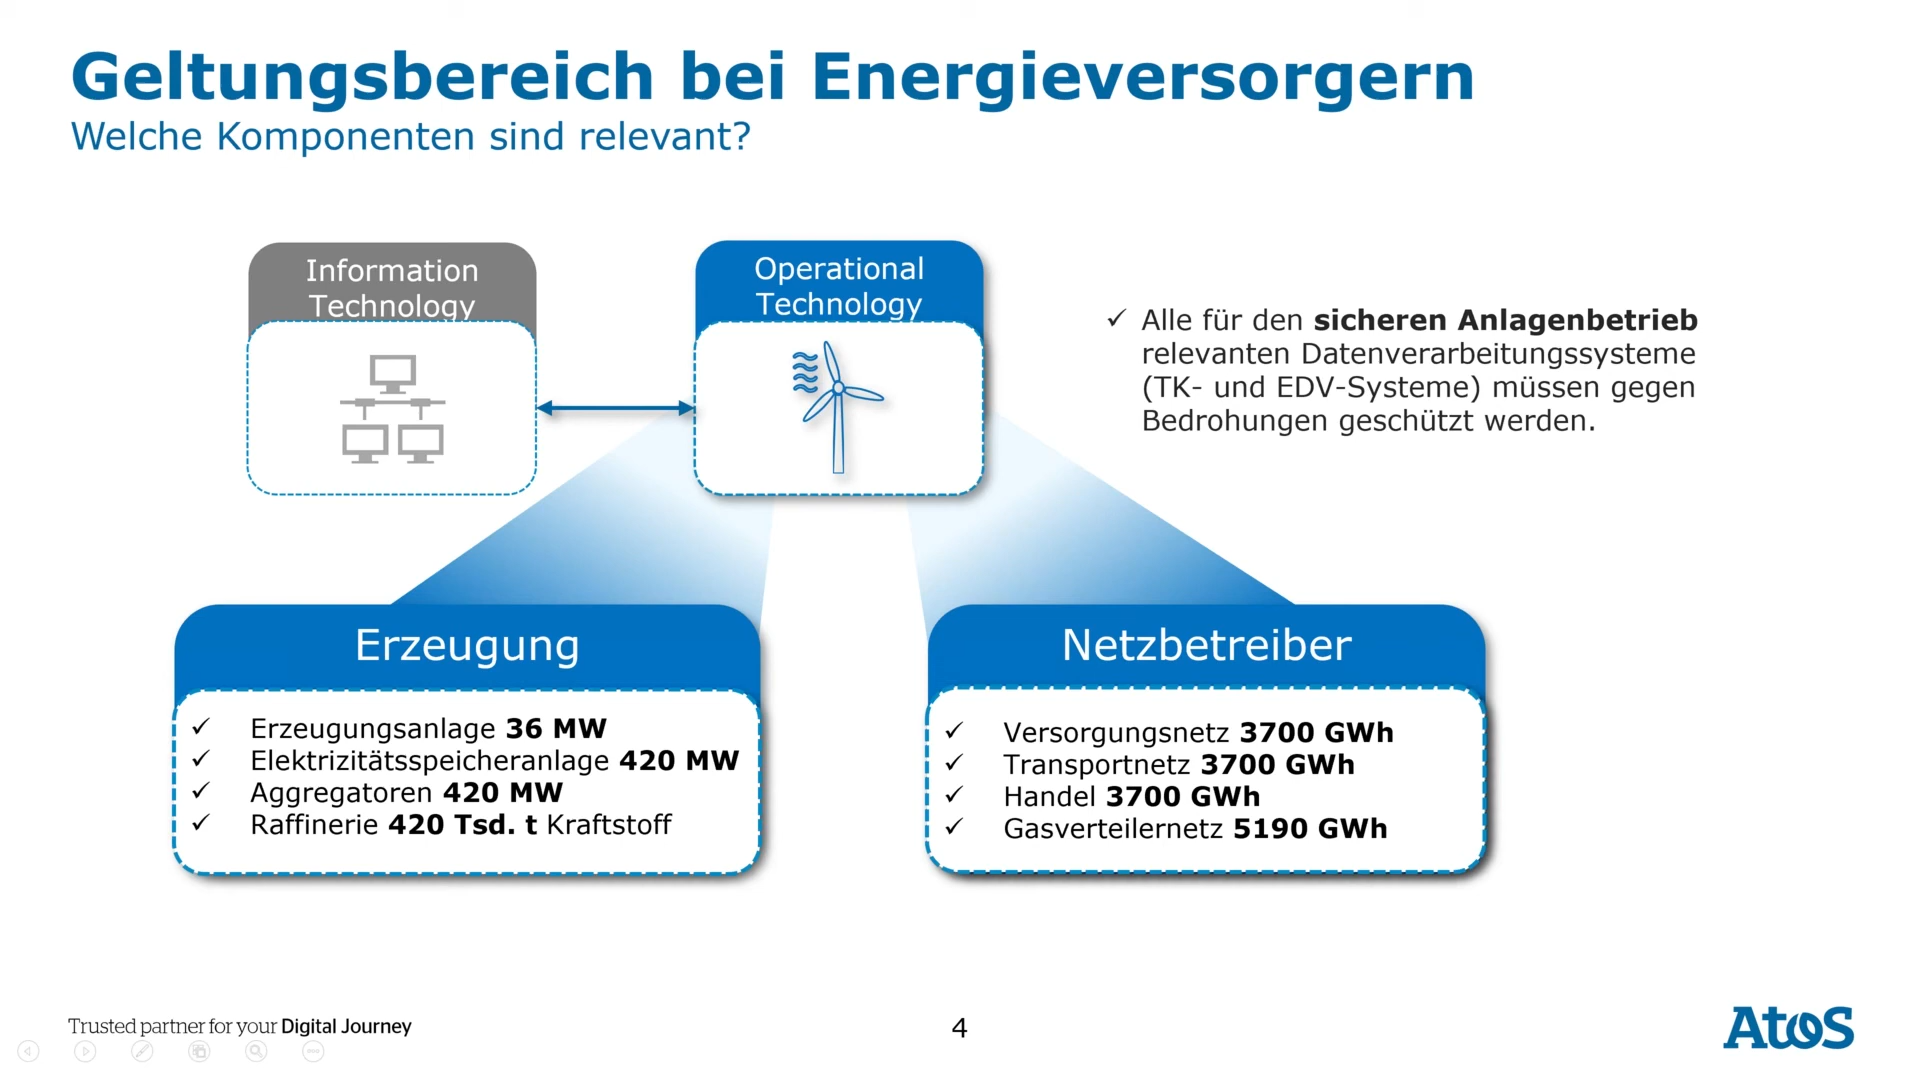 Geltungsbereich bei Energieversorgern
Welche Komponenten sind relevant?
Information
Technology
Operational
Technology
✓ Alle für den sicheren Anlagenbetrieb
relevanten Datenverarbeitungssysteme
(TK- und EDV-Systeme) müssen gegen
Bedrohungen geschützt werden.
Erzeugung
✓ Erzeugungsanlage 36 MW
✓ Elektrizitätsspeicheranlage 420 MW
✓ Aggregatoren 420 MW
✓ Raffinerie 420 Tsd. t Kraftstoff
Netzbetreiber
✓ Versorgungsnetz 3700 GWh
✓ Transportnetz 3700 GWh
✓ Handel 3700 GWh
✓ Gasverteilernetz 5190 GWh
Trusted partner for your Digital Journey
4
Atos